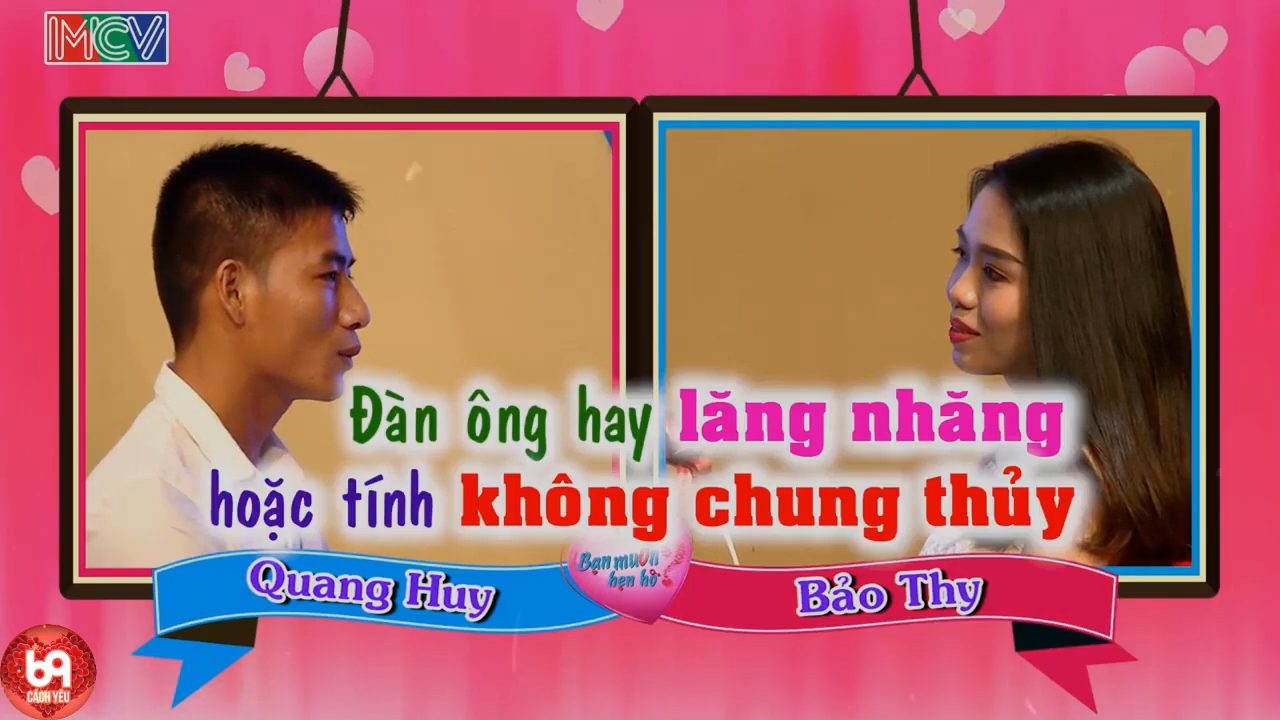 MCV
Đàn ông hay lăng nhăng
hoặc tính không chung thủy
Bạn muốn
hẹn hò
Quang Huy
Bảo Thy
69
CÁCH YÊU